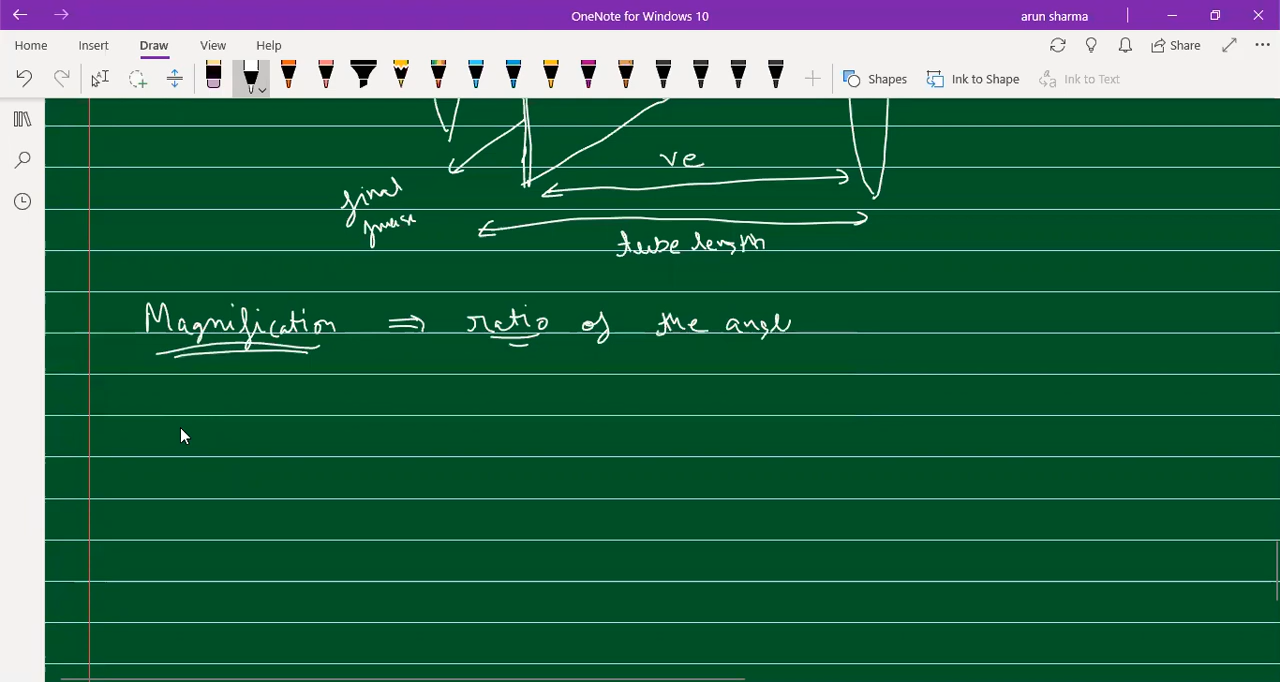 OneNote for Windows 10
arun sharma
Home Insert Draw View Help
Share
Shapes Ink to Shape Ink to Text
ve
final
tube length
Magnification ⇒ ratio of the angl